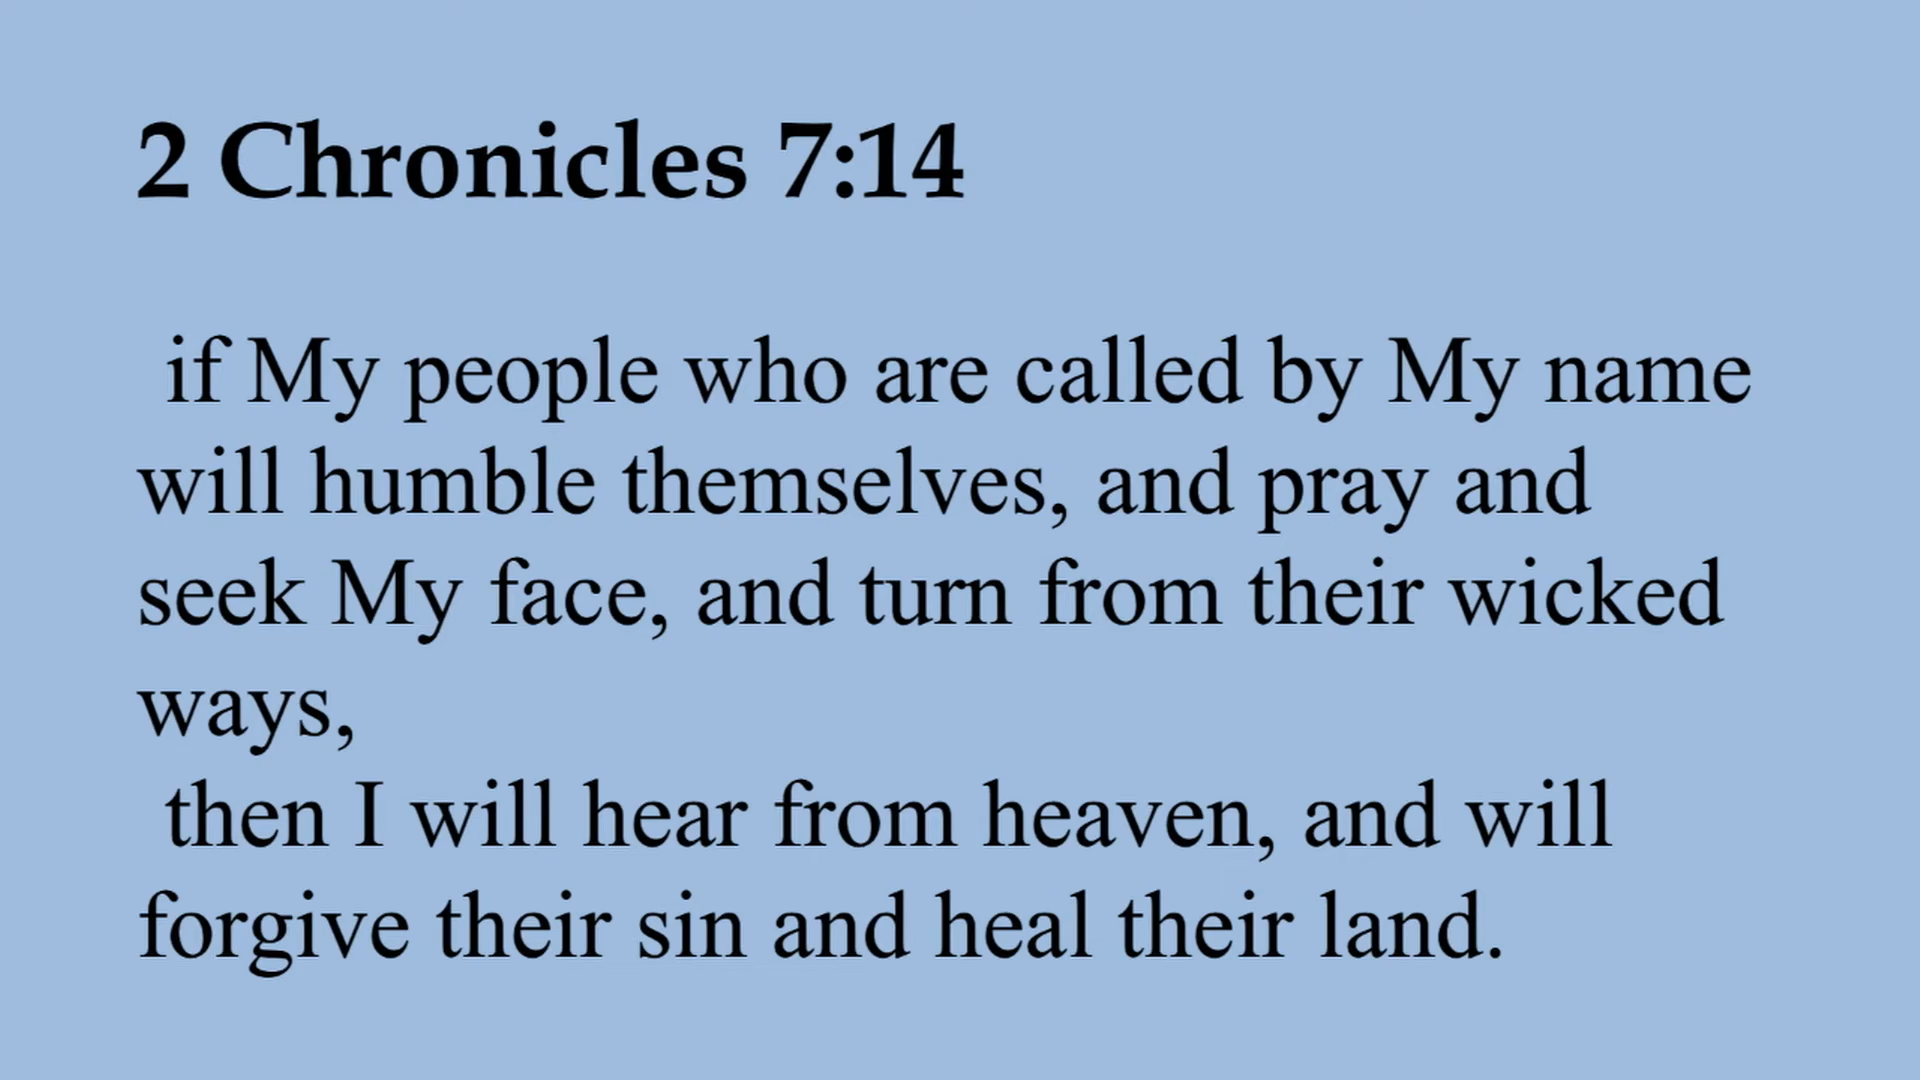 2 Chronicles 7:14
if My people who are called by My name
will humble themselves, and pray and
seek My face, and turn from their wicked
ways,
then I will hear from heaven, and will
forgive their sin and heal their land.